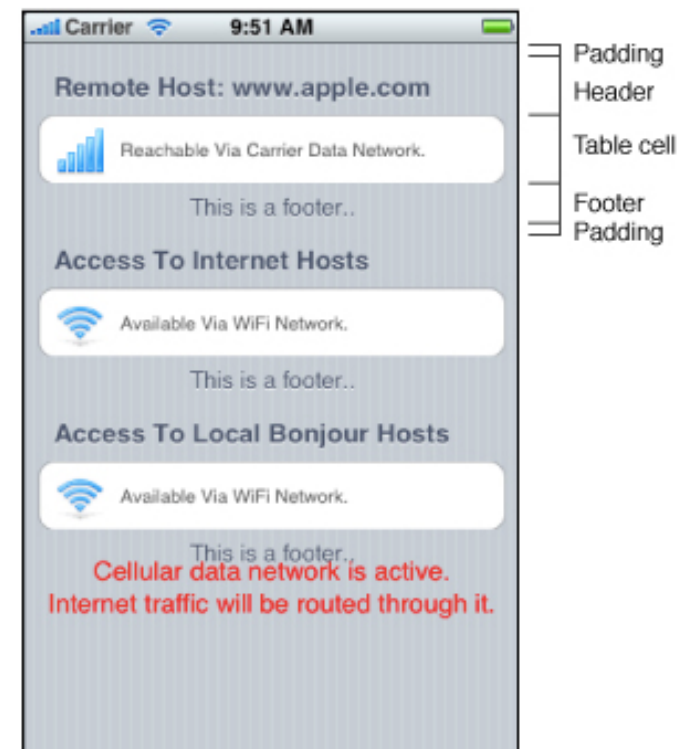 Carrier 9:51 AM
Padding
Remote Host: www.apple.com
Header
Reachable Via Carrier Data Network.
Table cell
This is a footer..
Footer
Padding
Access To Internet Hosts
Available Via WiFi Network.
This is a footer..
Access To Local Bonjour Hosts
Available Via WiFi Network.
This is a footer..
Cellular data network is active.
Internet traffic will be routed through it.